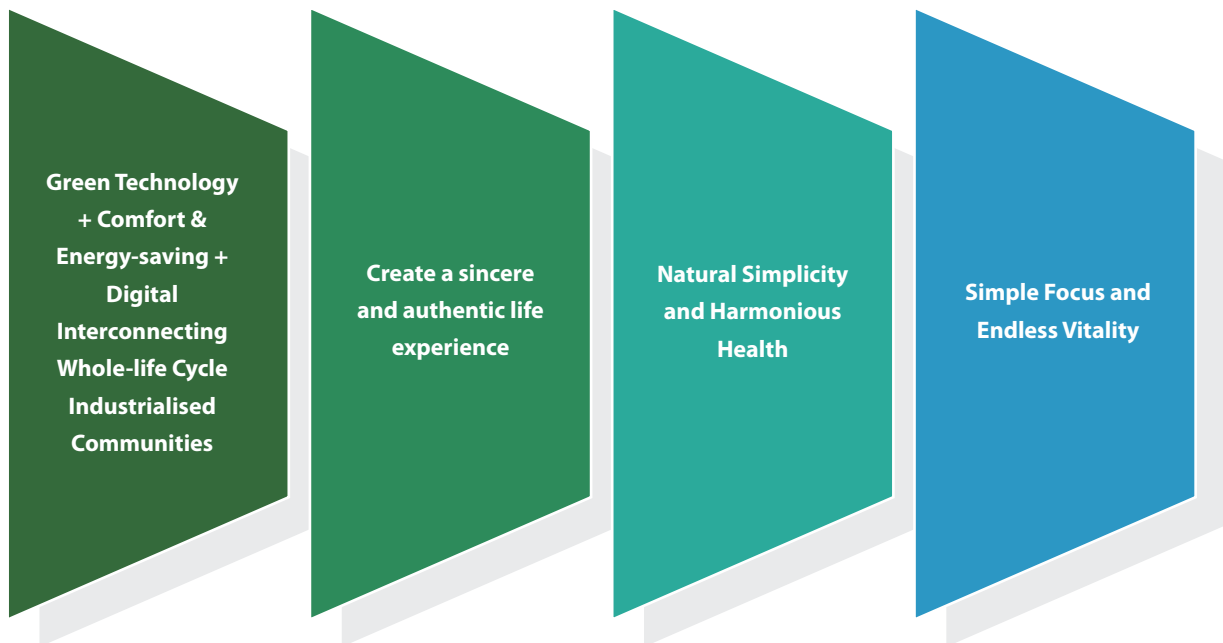 Green Technology
+ Comfort &
Energy-saving +
Digital
Interconnecting
Whole-life Cycle
Industrialised
Communities
Create a sincere
and authentic life
experience
Natural Simplicity
and Harmonious
Health
Simple Focus and
Endless Vitality